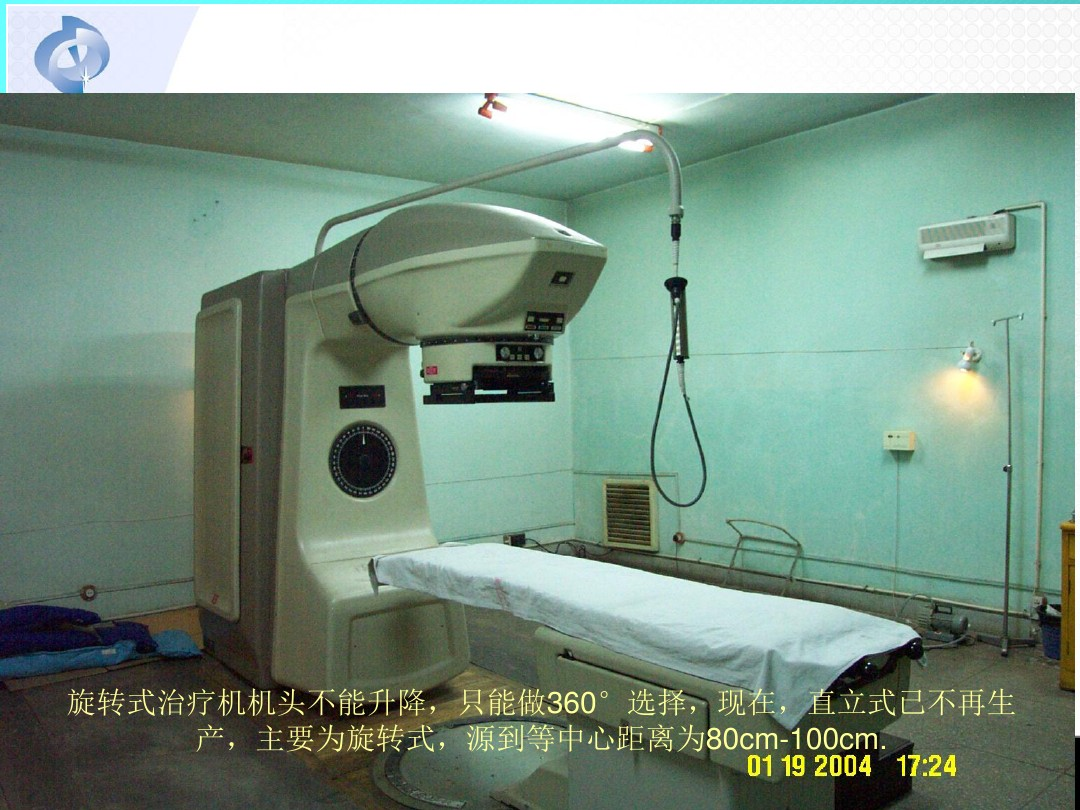 旋转式治疗机机头不能升降，只能做360°选择，现在，直立式已不再生
产，主要为旋转式，源到等中心距离为80cm-100cm.
01 19 2004 17:24